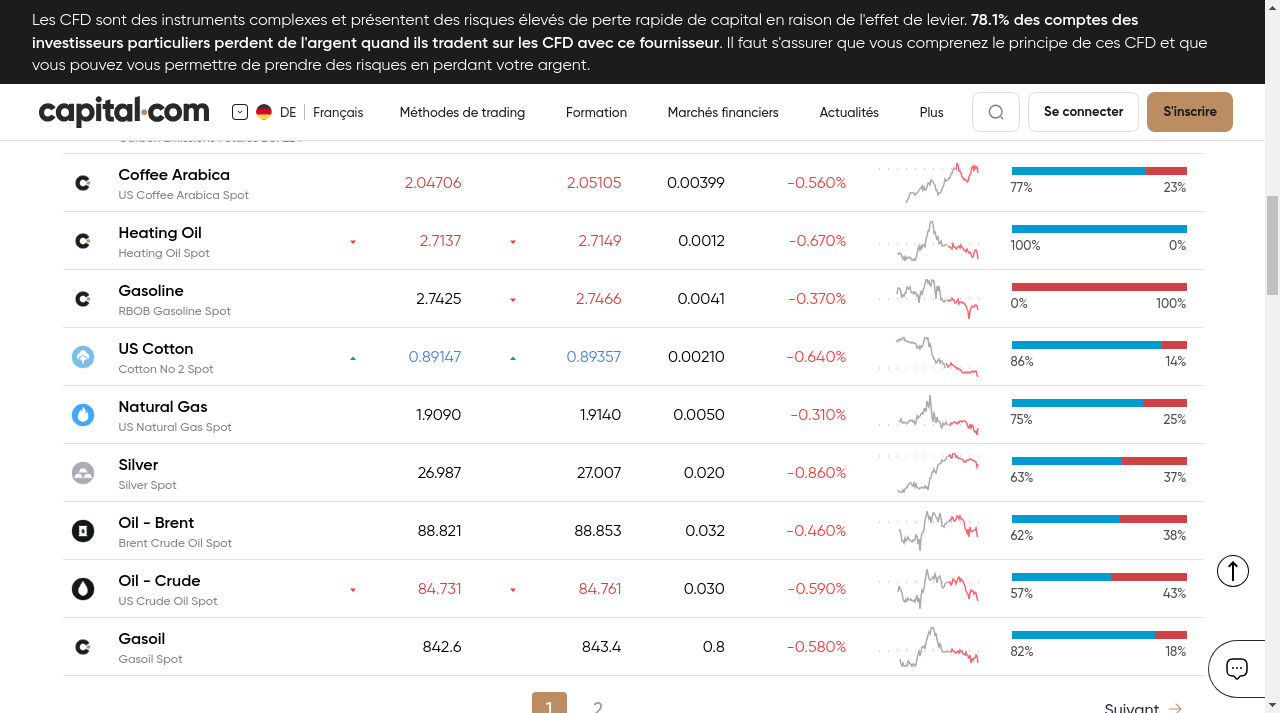 Les CFD sont des instruments complexes et présentent des risques élevés de perte rapide de capital en raison de l'effet de levier. 78.1% des comptes des
investisseurs particuliers perdent de l'argent quand ils tradent sur les CFD avec ce fournisseur. Il faut s'assurer que vous comprenez le principe de ces CFD et que
vous pouvez vous permettre de prendre des risques en perdant votre argent.
capital.com DE Français Méthodes de trading Formation Marchés financiers Actualités Plus Se connecter S'inscrire
Coffee Arabica 2.04706 2.05105 0.00399 -0.560%
US Coffee Arabica Spot 77% 23%
Heating Oil 2.7137 2.7149 0.0012 -0.670%
Heating Oil Spot 100% 0%
Gasoline 2.7425 2.7466 0.0041 -0.370%
RBOB Gasoline Spot 0% 100%
US Cotton 0.89147 0.89357 0.00210 -0.640%
Cotton No 2 Spot 86% 14%
Natural Gas 1.9090 1.9140 0.0050 -0.310%
US Natural Gas Spot 75% 25%
Silver 26.987 27.007 0.020 -0.860%
Silver Spot 63% 37%
Oil - Brent 88.821 88.853 0.032 -0.460%
Brent Crude Oil Spot 62% 38%
Oil - Crude 84.731 84.761 0.030 -0.590%
US Crude Oil Spot 57% 43%
Gasoil 842.6 843.4 0.8 -0.580%
Gasoil Spot 82% 18%
1 2 Suivant